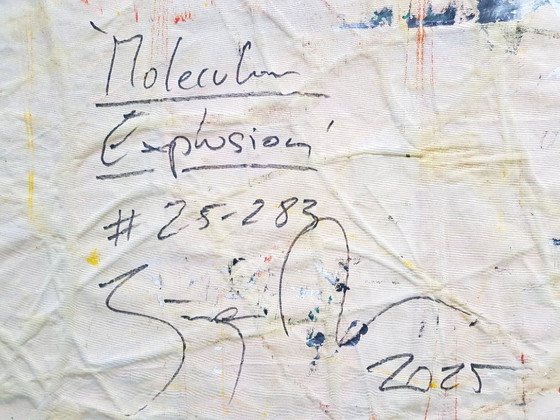 'Molecular
Explosion'
# 25-283
2025